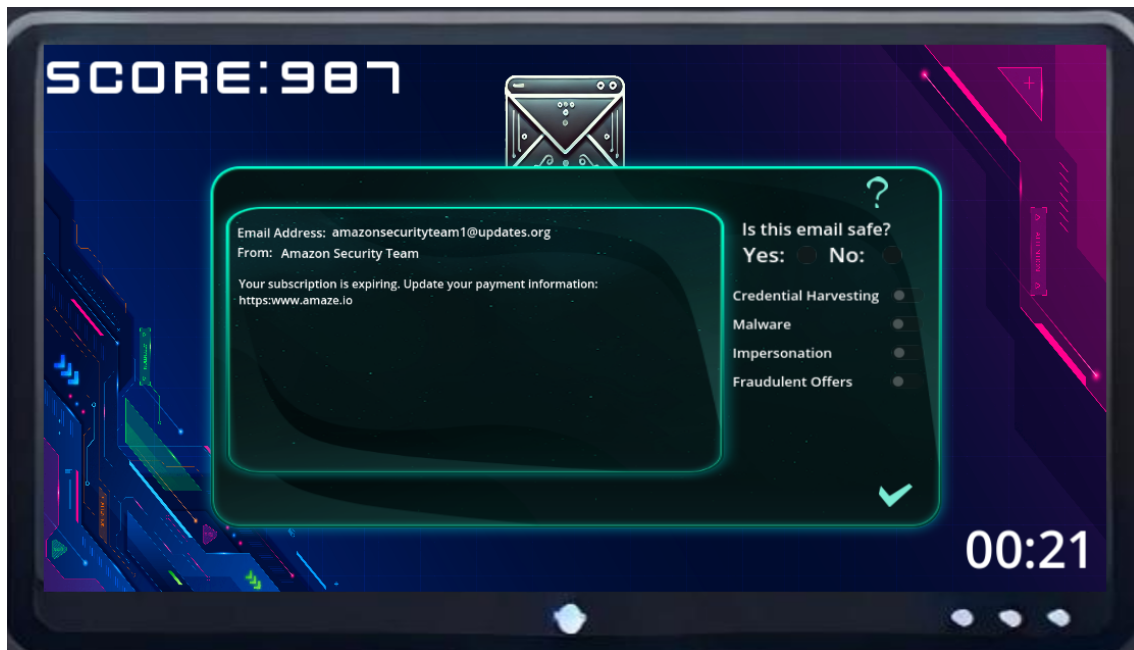 SCORE:987
?
Email Address: amazonsecurityteam1@updates.org
From: Amazon Security Team
Your subscription is expiring. Update your payment information:
https:www.amaze.io
Is this email safe?
Yes: No:
Credential Harvesting
Malware
Impersonation
Fraudulent Offers
00:21